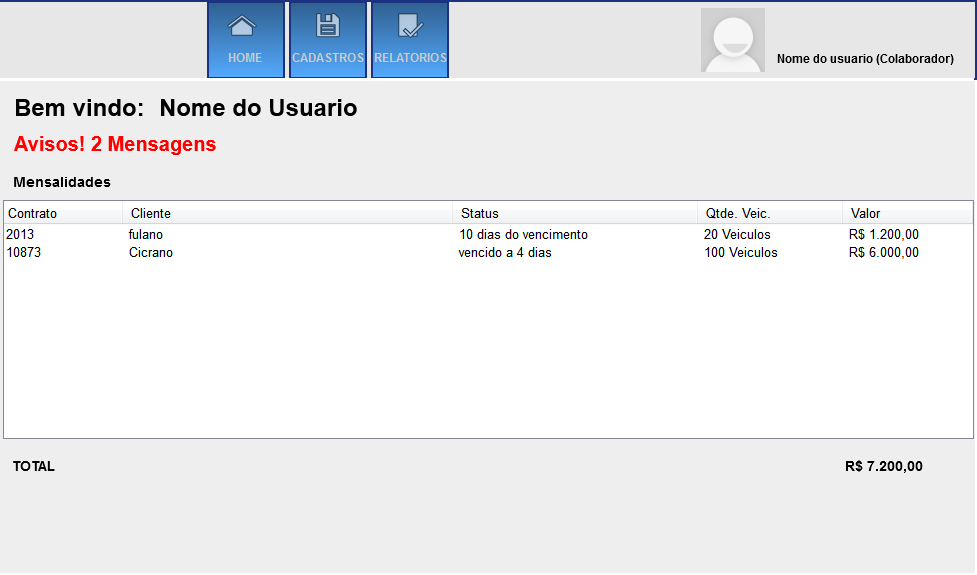 HOME CADASTROS RELATORIOS Nome do usuario (Colaborador)
Bem vindo: Nome do Usuario
Avisos! 2 Mensagens
Mensalidades
Contrato Cliente Status Qtde. Veic. Valor
2013 fulano 10 dias do vencimento 20 Veiculos R$ 1.200,00
10873 Cicrano vencido a 4 dias 100 Veiculos R$ 6.000,00
TOTAL R$ 7.200,00